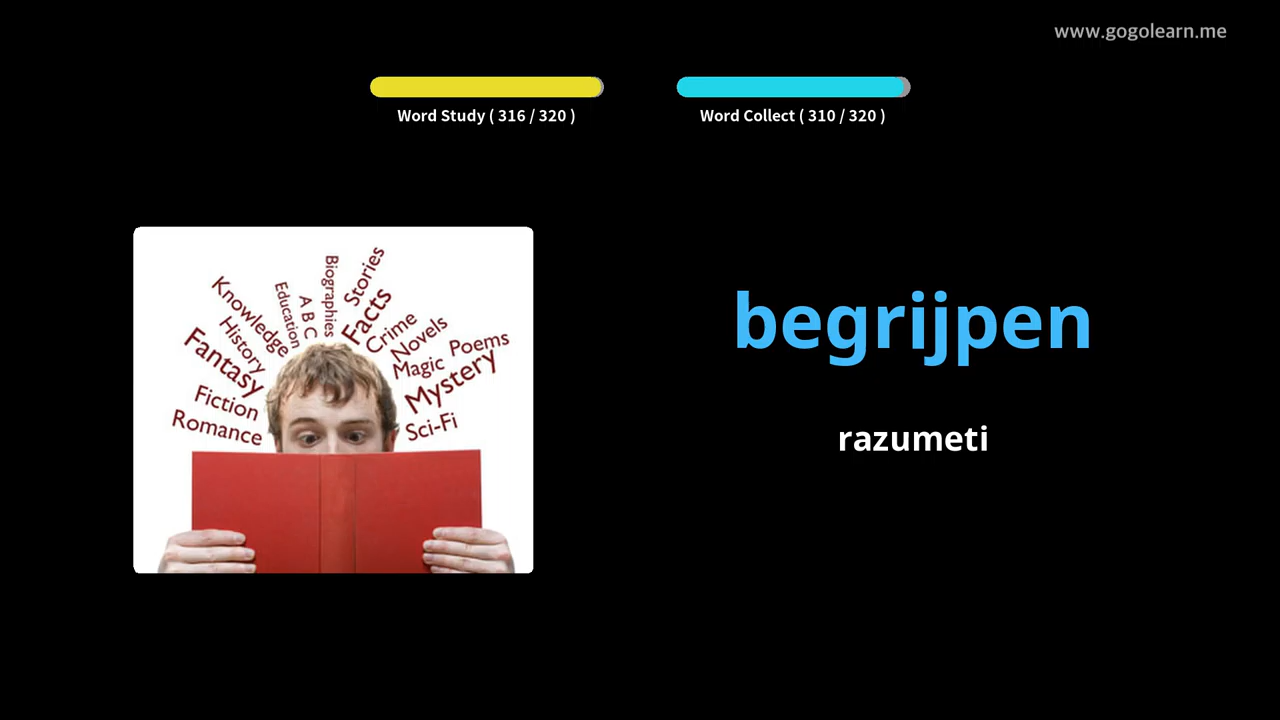 www.gogolearn.me
Word Study ( 316 / 320 )
Word Collect ( 310 / 320 )
Knowledge
History
Fantasy
Fiction
Romance
Education
A B C
Biographies
Stories
Facts
Crime
Novels
Magic
Poems
Mystery
Sci-Fi
begrijpen
razumeti